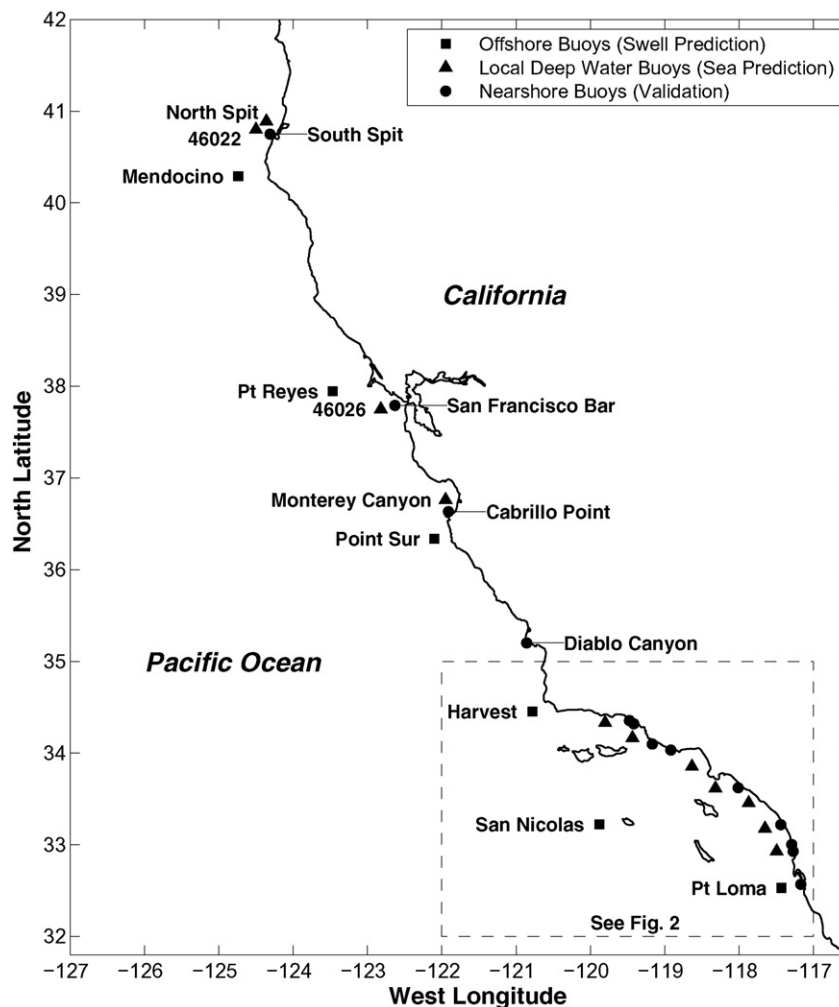 Offshore Buoys (Swell Prediction)
Local Deep Water Buoys (Sea Prediction)
Nearshore Buoys (Validation)
North Spit
46022
South Spit
Mendocino
California
Pt Reyes
46026
San Francisco Bar
Monterey Canyon
Cabrillo Point
Point Sur
Diablo Canyon
Pacific Ocean
Harvest
San Nicolas
Pt Loma
See Fig. 2
42
41
40
39
38
37
36
35
34
33
32
North Latitude
−127 −126 −125 −124 −123 −122 −121 −120 −119 −118 −117
West Longitude